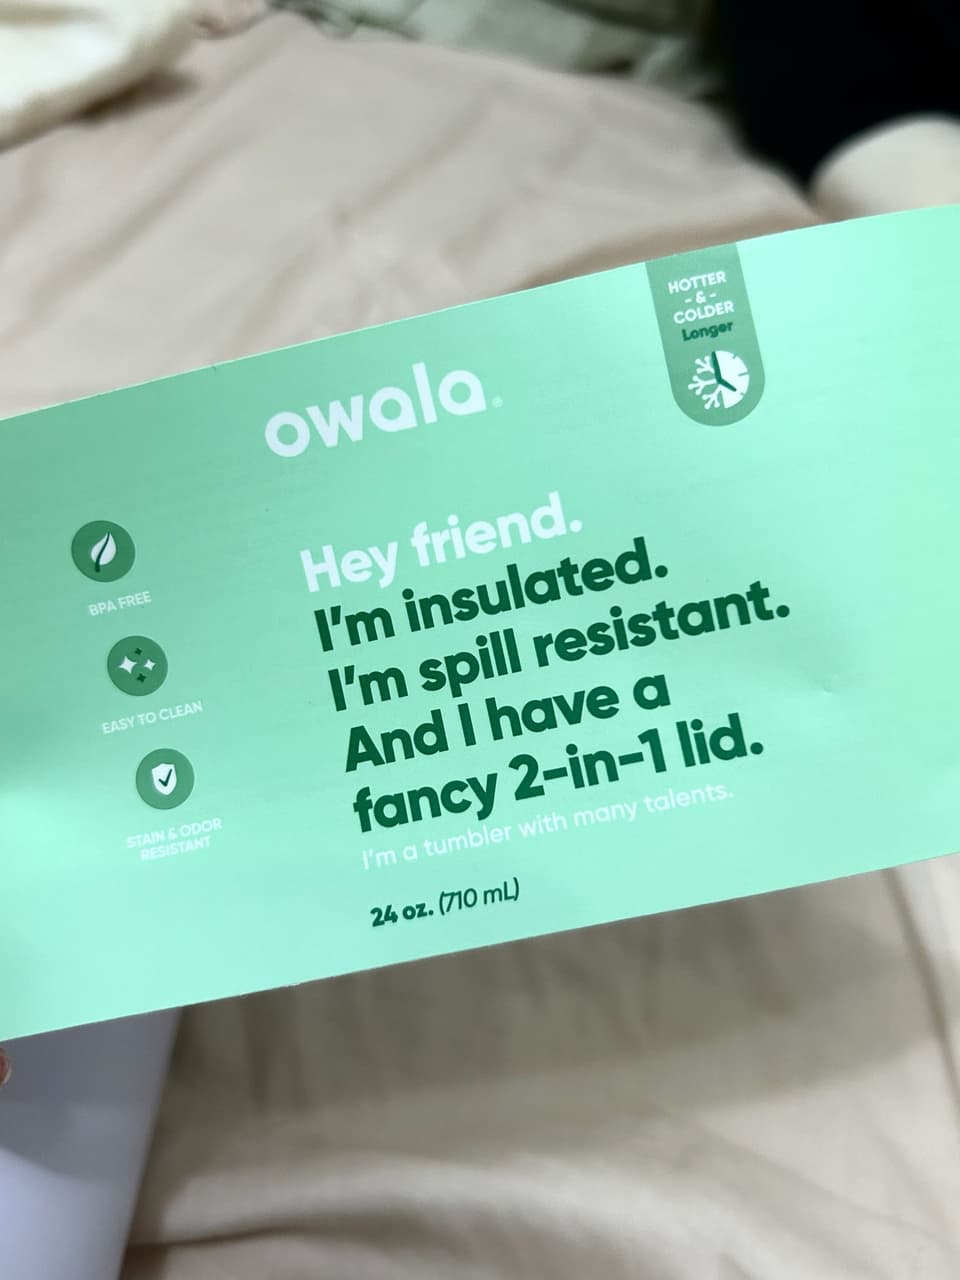 HOTTER
- & -
COLDER
Longer
owala®
Hey friend.
I'm insulated.
I'm spill resistant.
And I have a
fancy 2-in-1 lid.
I'm a tumbler with many talents.
24 oz. (710 mL)
BPA FREE
EASY TO CLEAN
STAIN & ODOR
RESISTANT